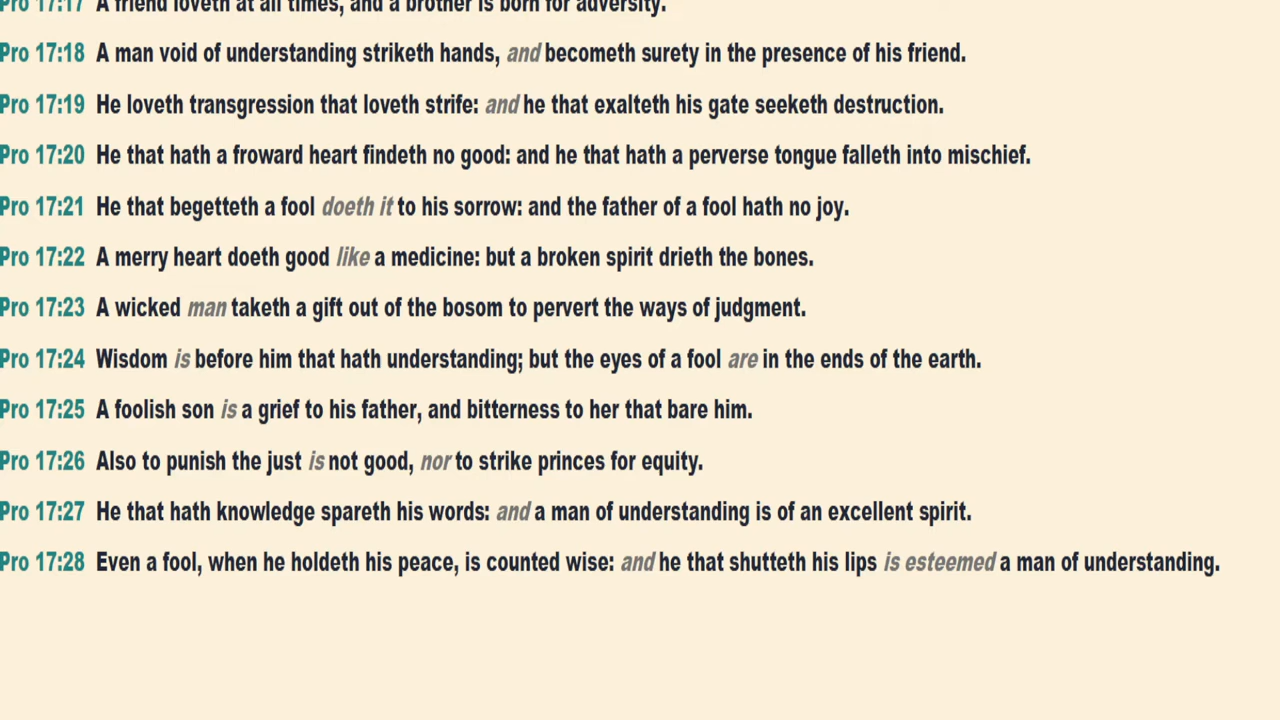 Pro 17:17 A friend loveth at all times, and a brother is born for adversity.
Pro 17:18 A man void of understanding striketh hands, and becometh surety in the presence of his friend.
Pro 17:19 He loveth transgression that loveth strife: and he that exalteth his gate seeketh destruction.
Pro 17:20 He that hath a froward heart findeth no good: and he that hath a perverse tongue falleth into mischief.
Pro 17:21 He that begetteth a fool doeth it to his sorrow: and the father of a fool hath no joy.
Pro 17:22 A merry heart doeth good like a medicine: but a broken spirit drieth the bones.
Pro 17:23 A wicked man taketh a gift out of the bosom to pervert the ways of judgment.
Pro 17:24 Wisdom is before him that hath understanding; but the eyes of a fool are in the ends of the earth.
Pro 17:25 A foolish son is a grief to his father, and bitterness to her that bare him.
Pro 17:26 Also to punish the just is not good, nor to strike princes for equity.
Pro 17:27 He that hath knowledge spareth his words: and a man of understanding is of an excellent spirit.
Pro 17:28 Even a fool, when he holdeth his peace, is counted wise: and he that shutteth his lips is esteemed a man of understanding.